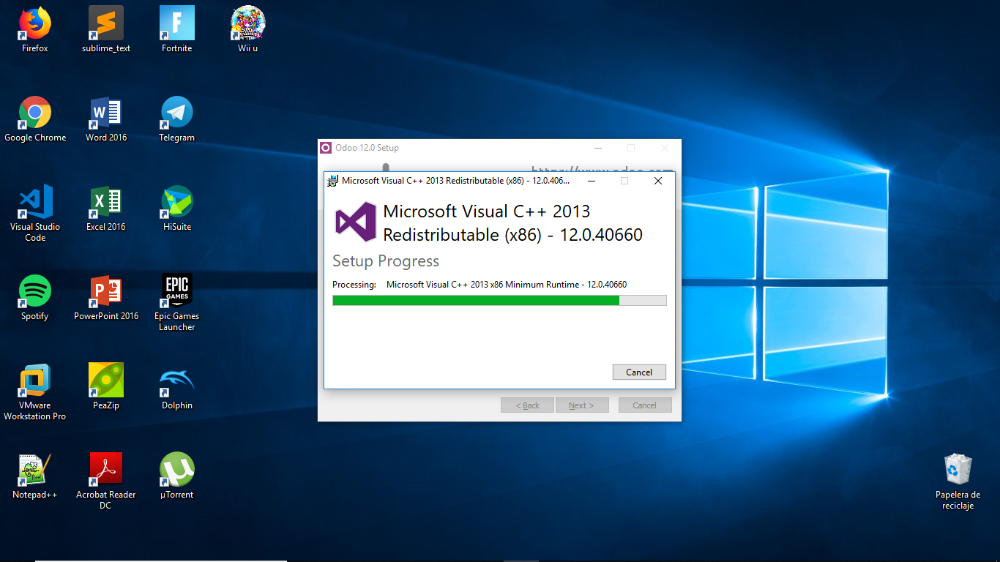 Firefox
sublime_text
Fortnite
Wii u
Google Chrome
Word 2016
Telegram
Visual Studio
Code
Excel 2016
HiSuite
Spotify
PowerPoint 2016
EPIC
GAMES
Epic Games
Launcher
VMware
Workstation Pro
PeaZip
Dolphin
Notepad++
Acrobat Reader
DC
µTorrent
Odoo 12.0 Setup
https://www.odoo.com
Microsoft Visual C++ 2013 Redistributable (x86) - 12.0.406...
Microsoft Visual C++ 2013
Redistributable (x86) - 12.0.40660
Setup Progress
Processing: Microsoft Visual C++ 2013 x86 Minimum Runtime - 12.0.40660
Cancel
< Back
Next >
Cancel
Papelera de
reciclaje